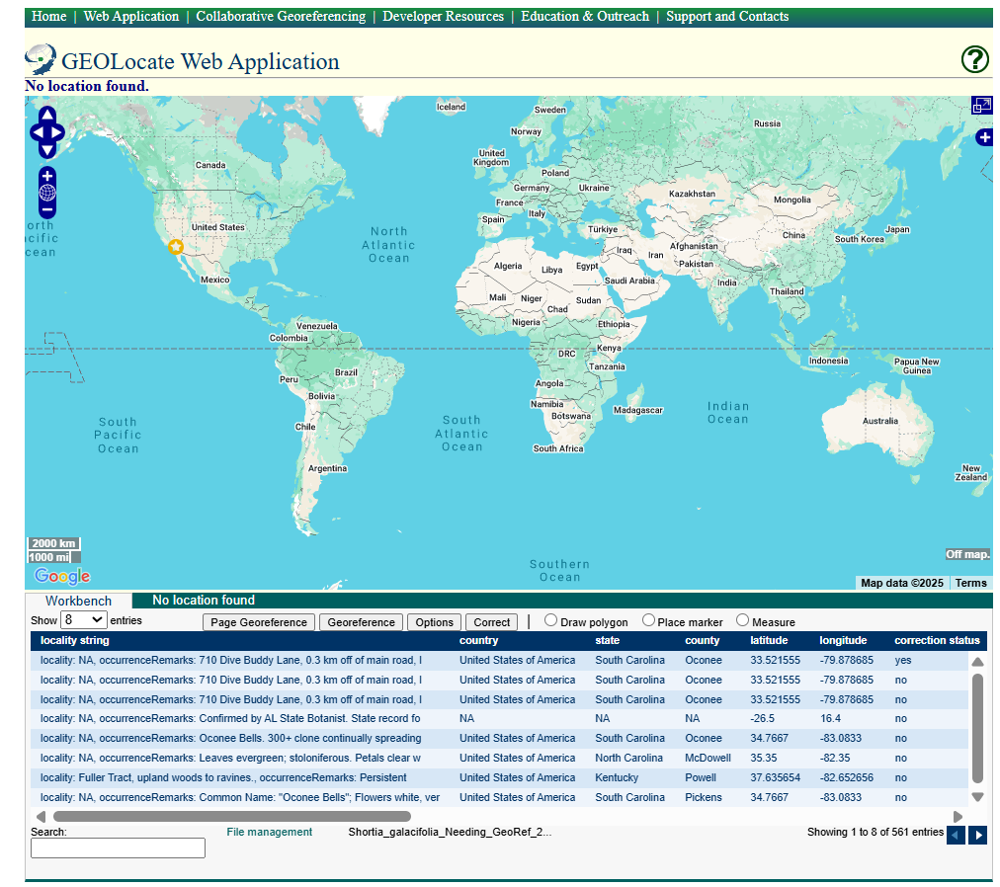 Home | Web Application | Collaborative Georeferencing | Developer Resources | Education & Outreach | Support and Contacts
GEOLocate Web Application
?
No location found.
Iceland
Sweden
Russia
Norway
Canada
United
Kingdom
Poland
Germany
Ukraine
Kazakhstan
Mongolia
France
Italy
Spain
North
Atlantic
Ocean
United States
orth
cific
cean
Türkiye
China
Japan
South Korea
Iraq
Iran
Afghanistan
Pakistan
Algeria
Libya
Egypt
Saudi Arabia
Mexico
India
Thailand
Mali
Niger
Sudan
Chad
Nigeria
Ethiopia
Venezuela
Colombia
DRC
Kenya
Tanzania
Indonesia
Papua New
Guinea
Peru
Brazil
Angola
Bolivia
Namibia
Botswana
Madagascar
Indian
Ocean
South
Pacific
Ocean
South
Atlantic
Ocean
Chile
Australia
South Africa
Argentina
New
Zealand
2000 km
1000 mi
Off map.
Southern
Ocean
Google
Map data ©2025 Terms
Workbench No location found
Show 8 entries Page Georeference Georeference Options Correct | Draw polygon Place marker Measure
locality string country state county latitude longitude correction status
locality: NA, occurrenceRemarks: 710 Dive Buddy Lane, 0.3 km off of main road, l United States of America South Carolina Oconee 33.521555 -79.878685 yes
locality: NA, occurrenceRemarks: 710 Dive Buddy Lane, 0.3 km off of main road, l United States of America South Carolina Oconee 33.521555 -79.878685 no
locality: NA, occurrenceRemarks: 710 Dive Buddy Lane, 0.3 km off of main road, l United States of America South Carolina Oconee 33.521555 -79.878685 no
locality: NA, occurrenceRemarks: Confirmed by AL State Botanist. State record fo NA NA NA -26.5 16.4 no
locality: NA, occurrenceRemarks: Oconee Bells. 300+ clone continually spreading United States of America South Carolina Oconee 34.7667 -83.0833 no
locality: NA, occurrenceRemarks: Leaves evergreen; stoloniferous. Petals clear w United States of America North Carolina McDowell 35.35 -82.35 no
locality: Fuller Tract, upland woods to ravines., occurrenceRemarks: Persistent United States of America Kentucky Powell 37.635654 -82.652656 no
locality: NA, occurrenceRemarks: Common Name: "Oconee Bells"; Flowers white, ver United States of America South Carolina Pickens 34.7667 -83.0833 no
Search: File management Shortia_galacifolia_Needing_GeoRef_2... Showing 1 to 8 of 561 entries